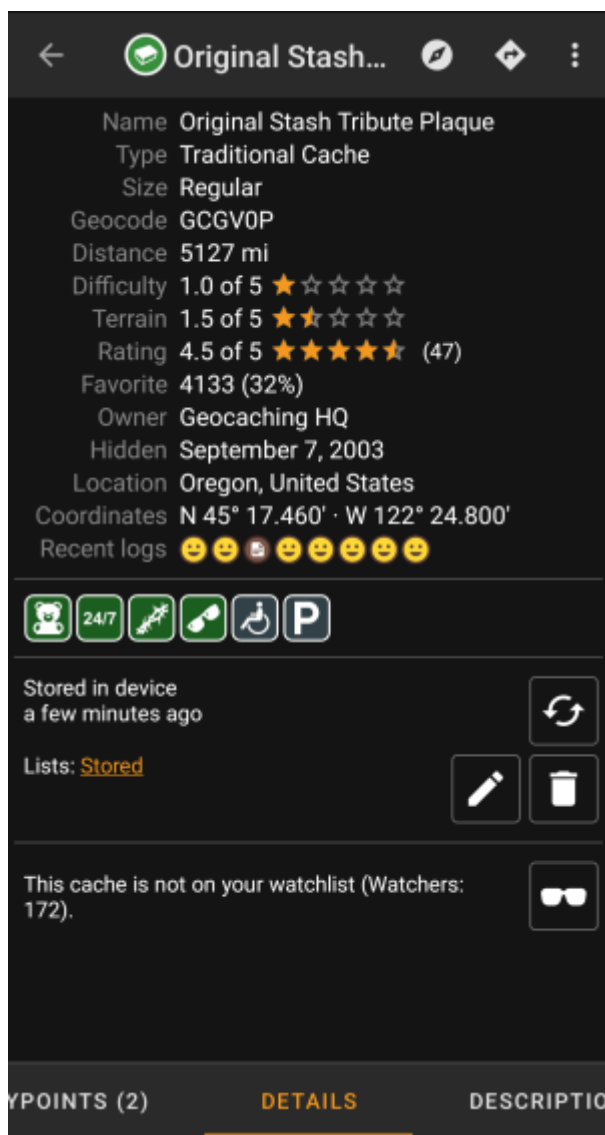 Original Stash...
Name Original Stash Tribute Plaque
Type Traditional Cache
Size Regular
Geocode GCGV0P
Distance 5127 mi
Difficulty 1.0 of 5
Terrain 1.5 of 5
Rating 4.5 of 5 (47)
Favorite 4133 (32%)
Owner Geocaching HQ
Hidden September 7, 2003
Location Oregon, United States
Coordinates N 45° 17.460' · W 122° 24.800'
Recent logs
24/7
P
Stored in device
a few minutes ago
Lists: Stored
This cache is not on your watchlist (Watchers:
172).
YPOINTS (2) DETAILS DESCRIPTIO